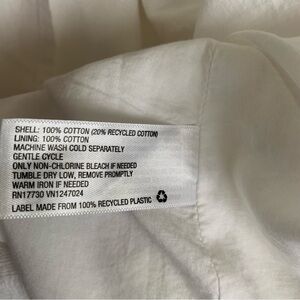 SHELL: 100% COTTON (20% RECYCLED COTTON)
LINING: 100% COTTON
MACHINE WASH COLD SEPARATELY
GENTLE CYCLE
ONLY NON-CHLORINE BLEACH IF NEEDED
TUMBLE DRY LOW, REMOVE PROMPTLY
WARM IRON IF NEEDED
RN17730 VN1247024
LABEL MADE FROM 100% RECYCLED PLASTIC